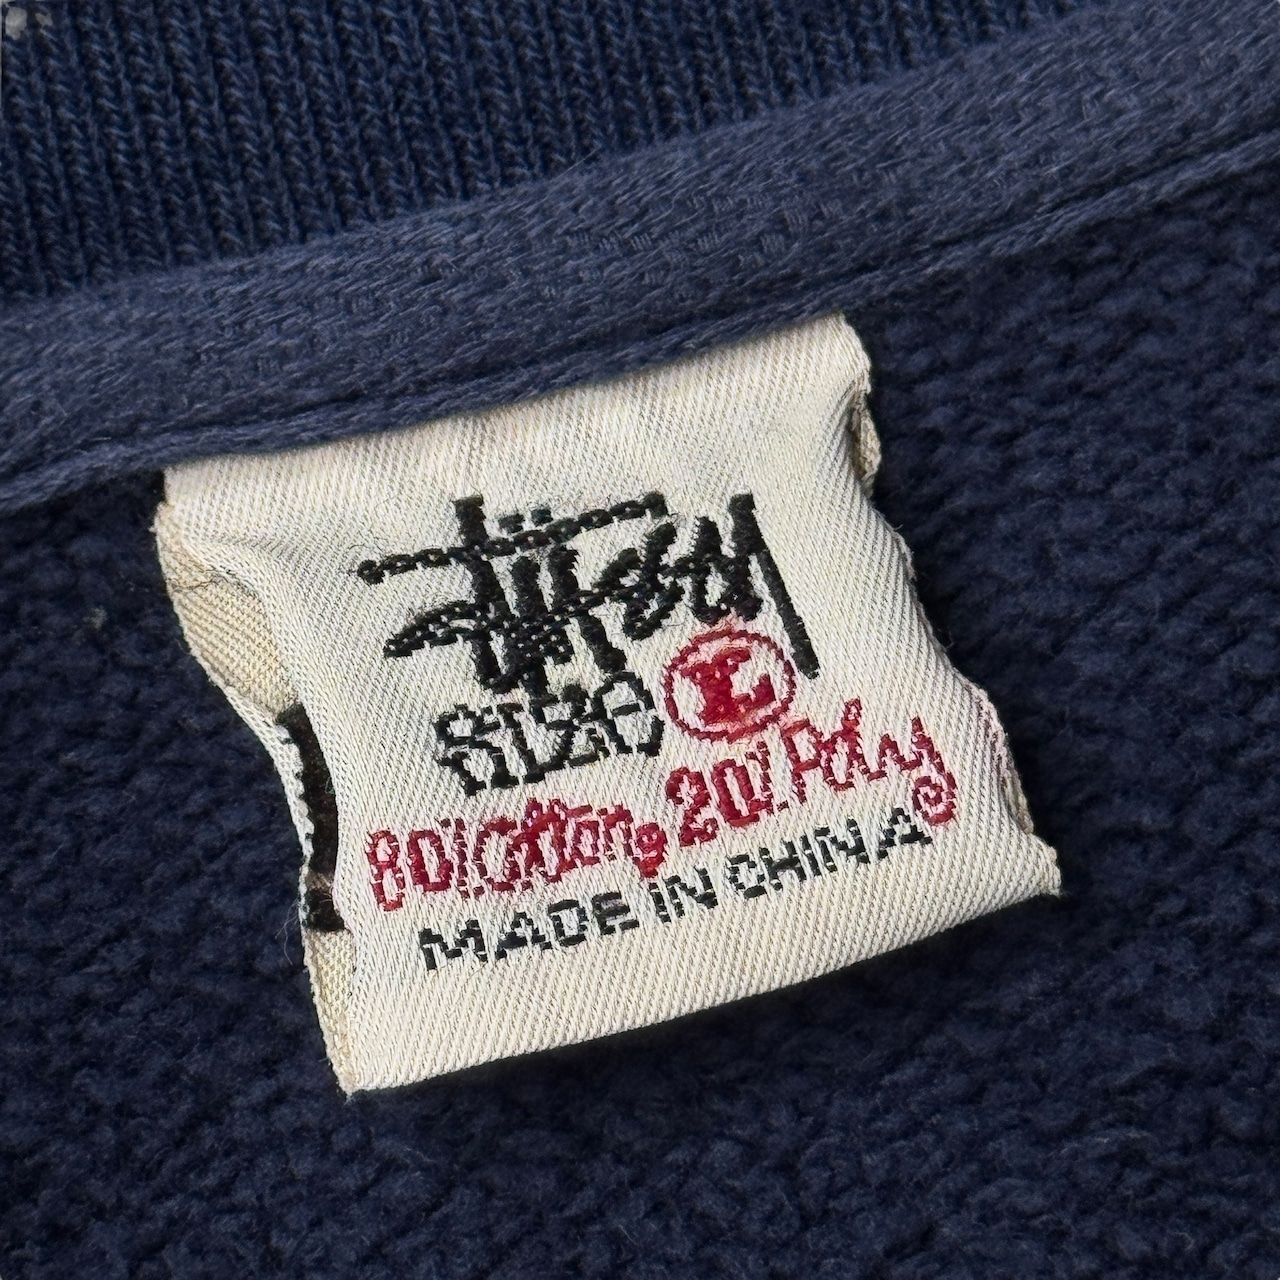 Stüssy
SIZE L
80% Cotton, 20% Poly
MADE IN CHINA